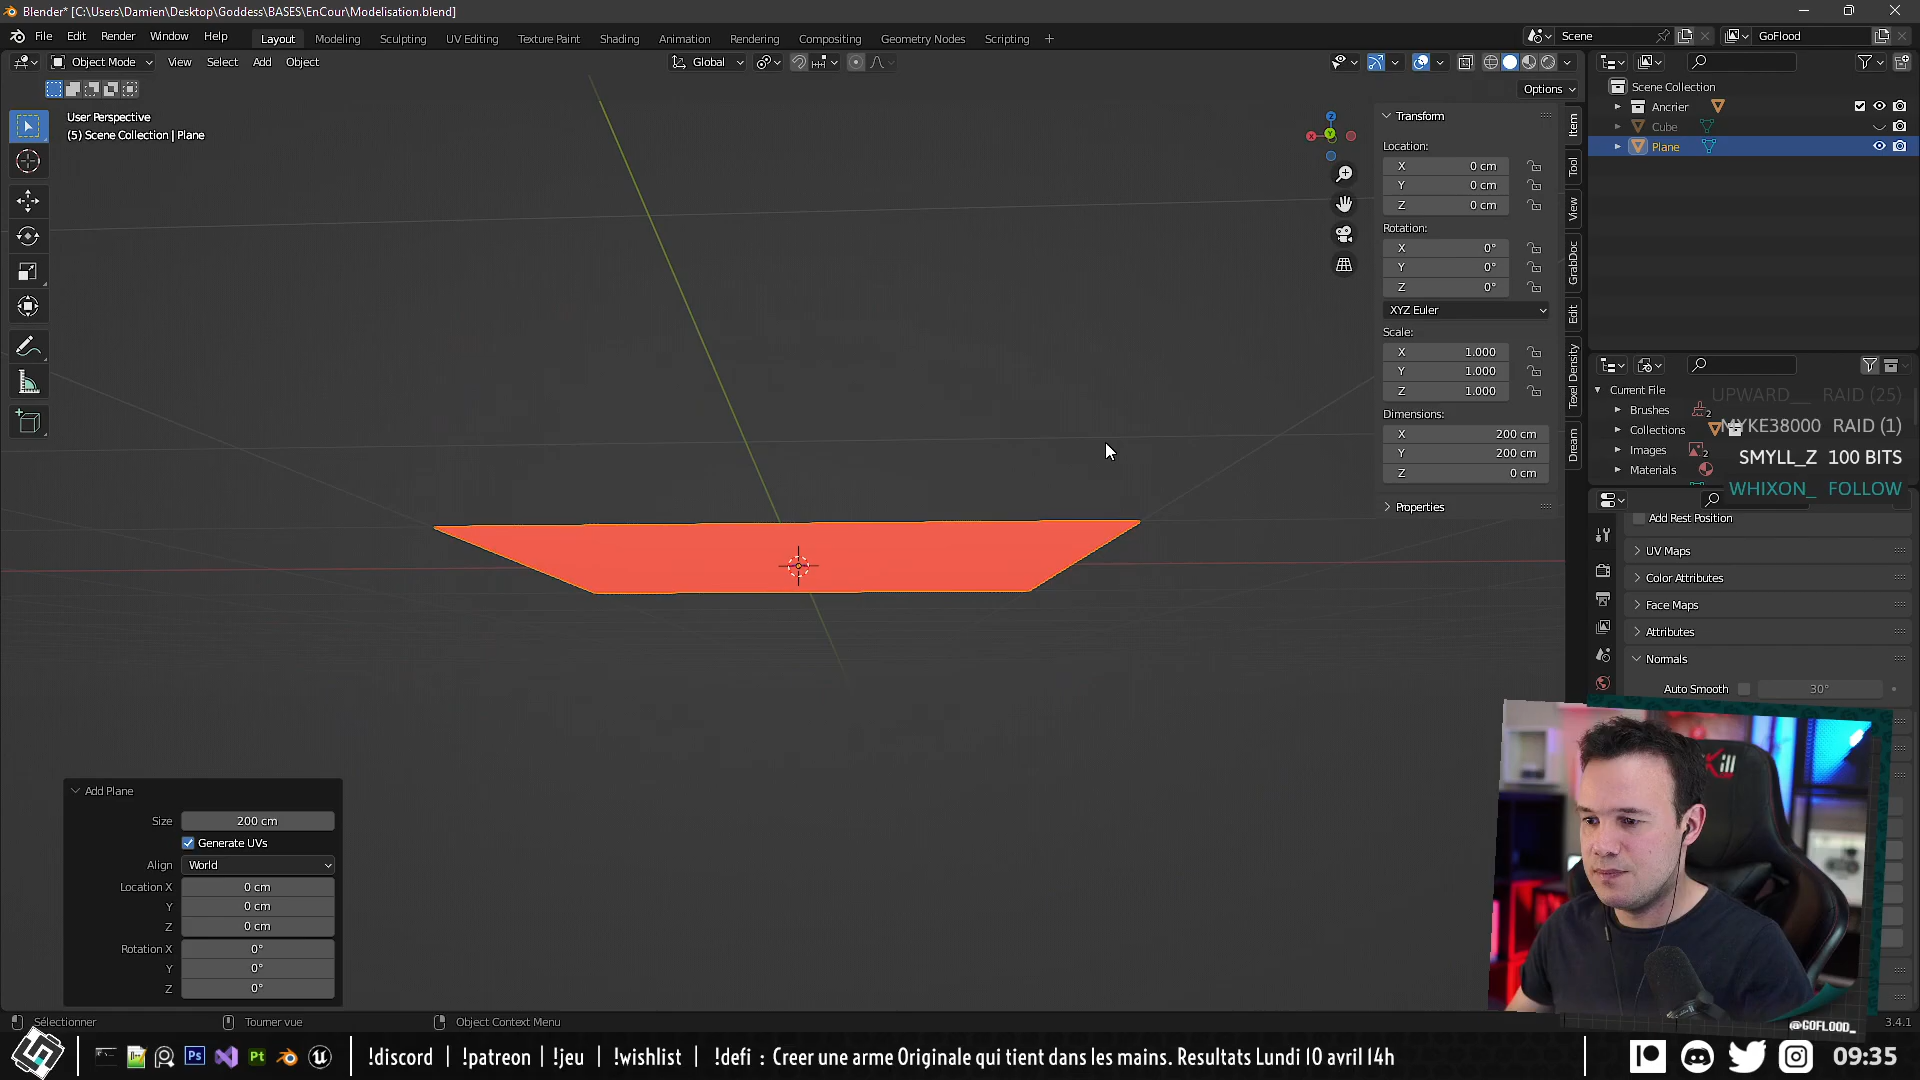 Blender* [C:\Users\Damien\Desktop\Goddess\BASES\EnCour\Modelisation.blend]
File Edit Render Window Help
Layout Modeling Sculpting UV Editing Texture Paint Shading Animation Rendering Compositing Geometry Nodes Scripting +
Scene
GoFlood
Object Mode View Select Add Object
Global
Options
User Perspective
(5) Scene Collection | Plane
Transform
Location:
X 0 cm
Y 0 cm
Z 0 cm
Rotation:
X 0°
Y 0°
Z 0°
XYZ Euler
Scale:
X 1.000
Y 1.000
Z 1.000
Dimensions:
X 200 cm
Y 200 cm
Z 0 cm
Properties
Item
Tool
View
GrabDoc
Edit
Texel Density
Dream
Scene Collection
Ancrier
Cube
Plane
Current File
Brushes 2
Collections
Images 2
Materials
UPWARD__ RAID (25)
MYKE38000 RAID (1)
SMYLL_Z 100 BITS
WHIXON_ FOLLOW
Add Rest Position
UV Maps
Color Attributes
Face Maps
Attributes
Normals
Auto Smooth 30°
Add Plane
Size 200 cm
Generate UVs
Align World
Location X 0 cm
Y 0 cm
Z 0 cm
Rotation X 0°
Y 0°
Z 0°
Sélectionner
Tourner vue
Object Context Menu
3.4.1
@GOFLOOD_
Ps
Pt
!discord | !patreon | !jeu | !wishlist | !defi : Creer une arme Originale qui tient dans les mains. Resultats Lundi 10 avril 14h
09:35